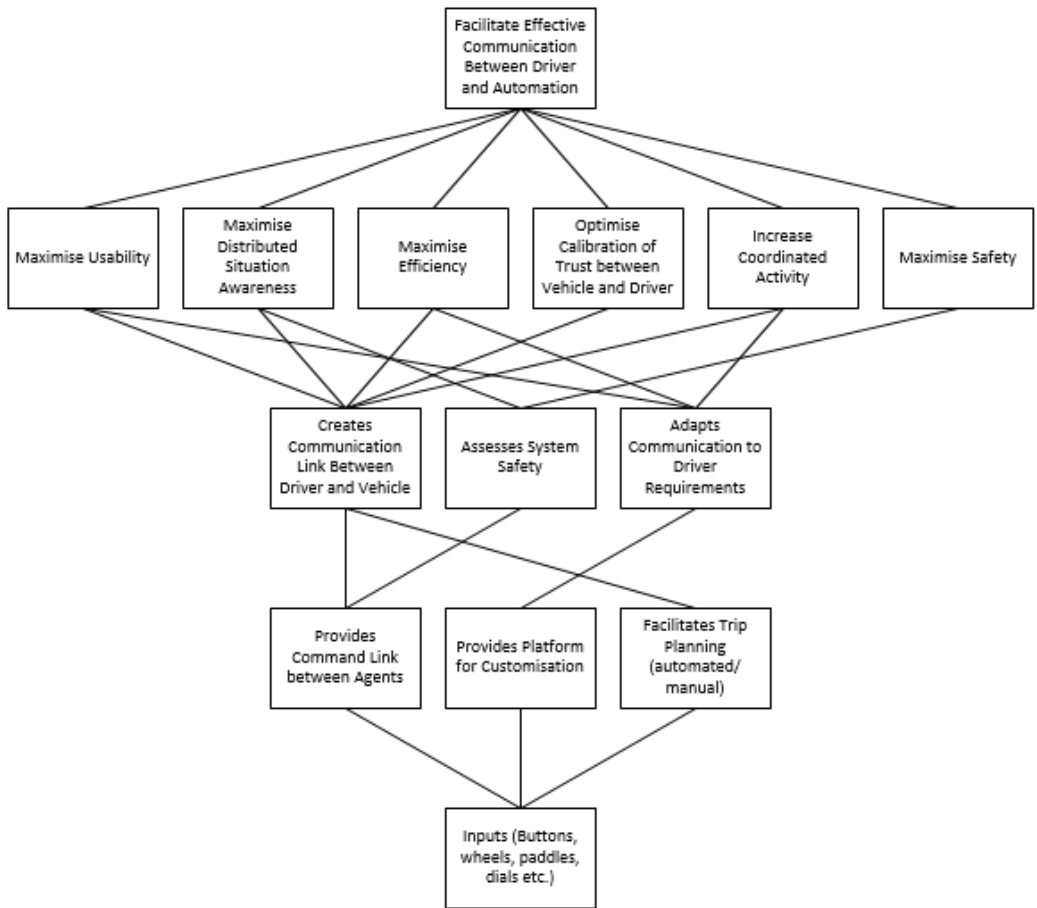 Facilitate Effective
Communication
Between Driver
and Automation
Maximise Usability
Maximise
Distributed
Situation
Awareness
Maximise
Efficiency
Optimise
Calibration of
Trust between
Vehicle and Driver
Increase
Coordinated
Activity
Maximise Safety
Creates
Communication
Link Between
Driver and Vehicle
Assesses System
Safety
Adapts
Communication to
Driver
Requirements
Provides
Command Link
between Agents
Provides Platform
for Customisation
Facilitates Trip
Planning
(automated/
manual)
Inputs (Buttons,
wheels, paddles,
dials etc.)